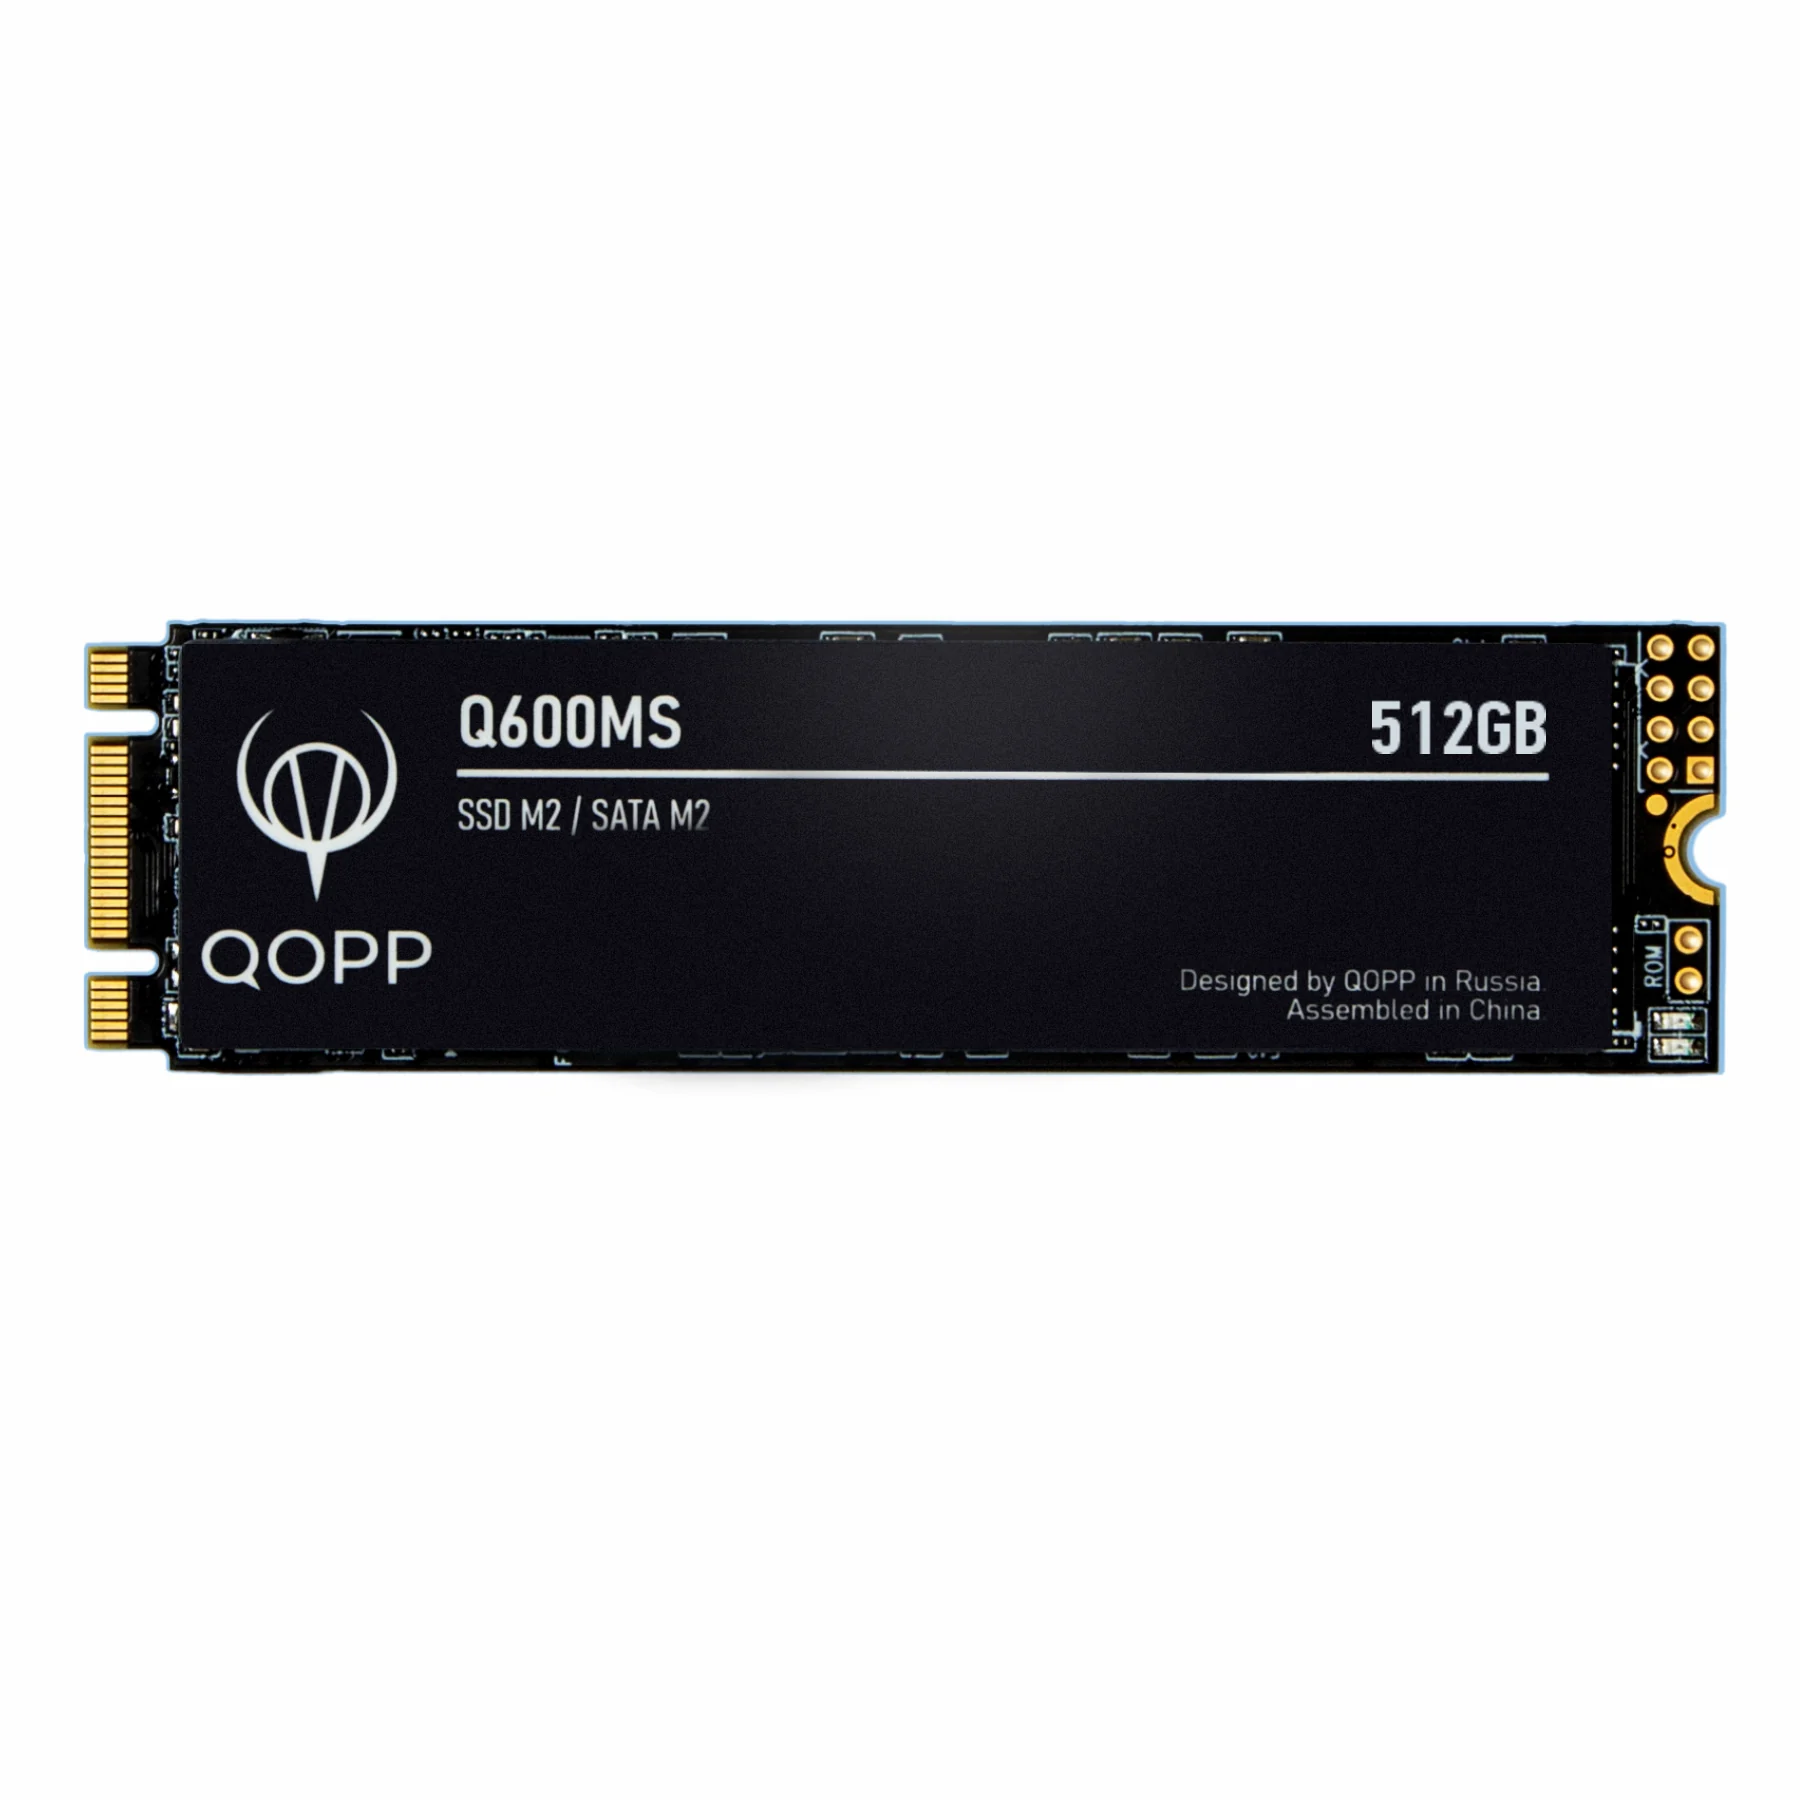 Q600MS
512GB
SSD M2 / SATA M2
QOPP
Designed by QOPP in Russia.
Assembled in China.
ROM